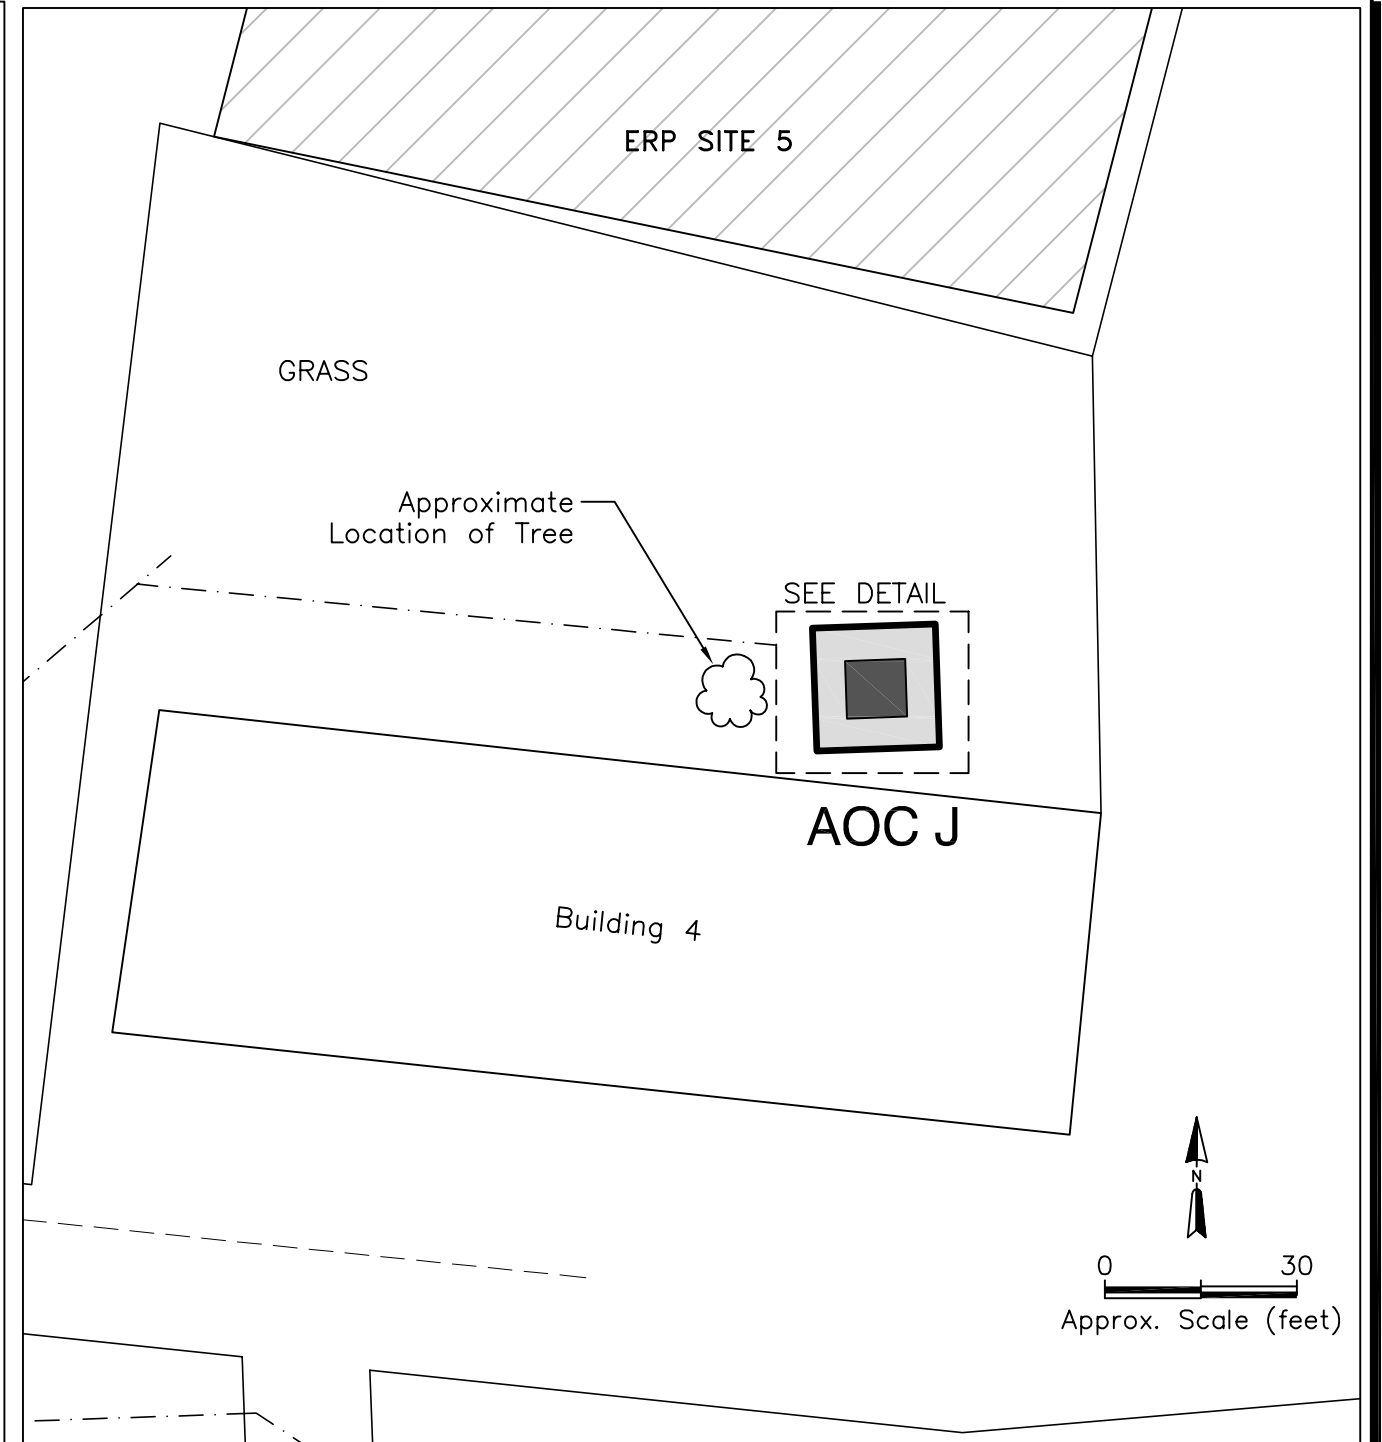 ERP SITE 5
GRASS
Approximate
Location of Tree
SEE DETAIL
AOC J
Building 4
N
0 30
Approx. Scale (feet)